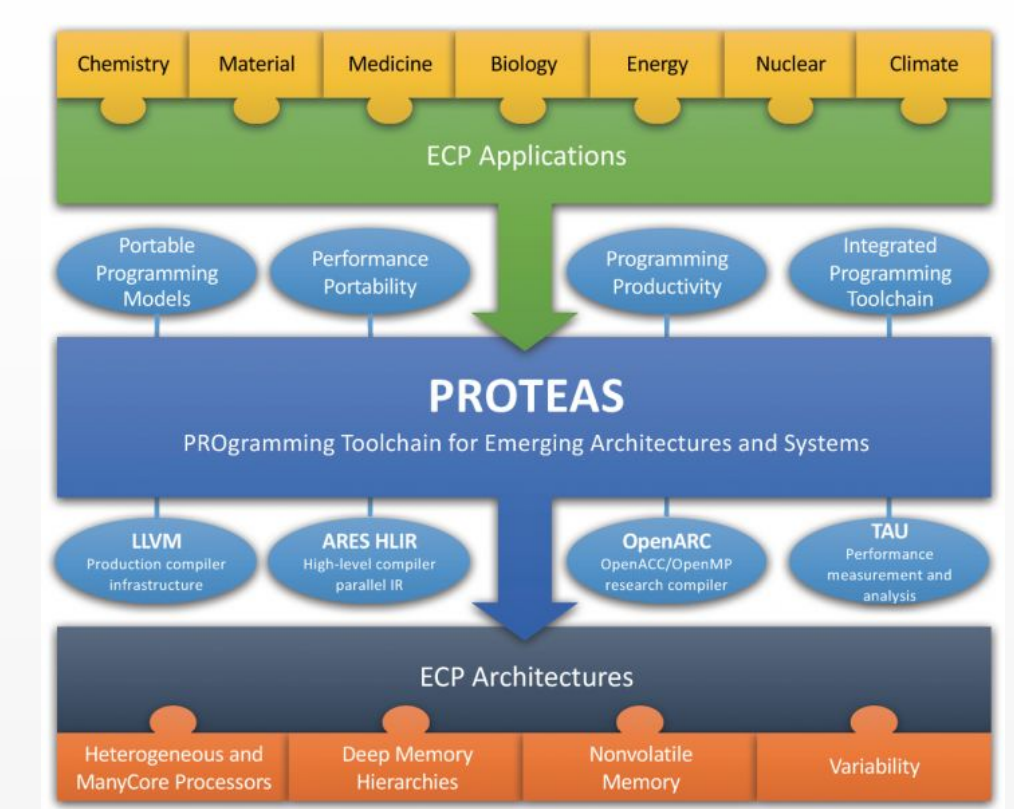 Chemistry
Material
Medicine
Biology
Energy
Nuclear
Climate
ECP Applications
Portable
Programming
Models
Performance
Portability
Programming
Productivity
Integrated
Programming
Toolchain
PROTEAS
PROgramming Toolchain for Emerging Architectures and Systems
LLVM
Production compiler
infrastructure
ARES HLIR
High-level compiler
parallel IR
OpenARC
OpenACC/OpenMP
research compiler
TAU
Performance
measurement and
analysis
ECP Architectures
Heterogeneous and
ManyCore Processors
Deep Memory
Hierarchies
Nonvolatile
Memory
Variability